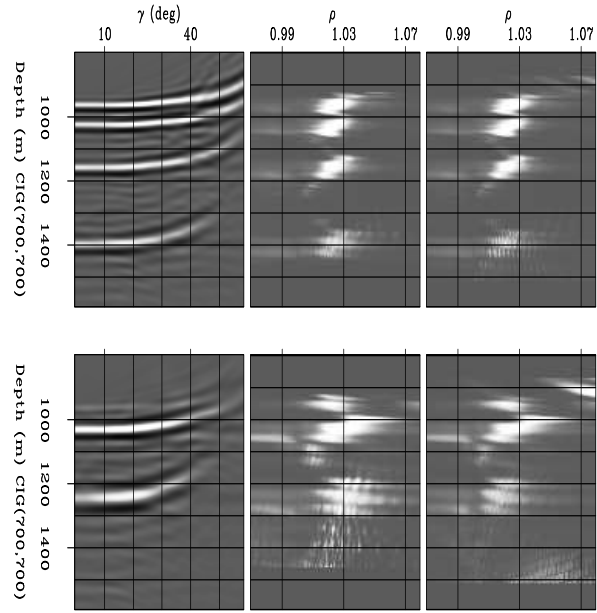 γ (deg)
ρ
ρ
10 40
0.99 1.03 1.07
0.99 1.03 1.07
Depth (m) CIG(700,700)
1000 1200 1400
Depth (m) CIG(700,700)
1000 1200 1400